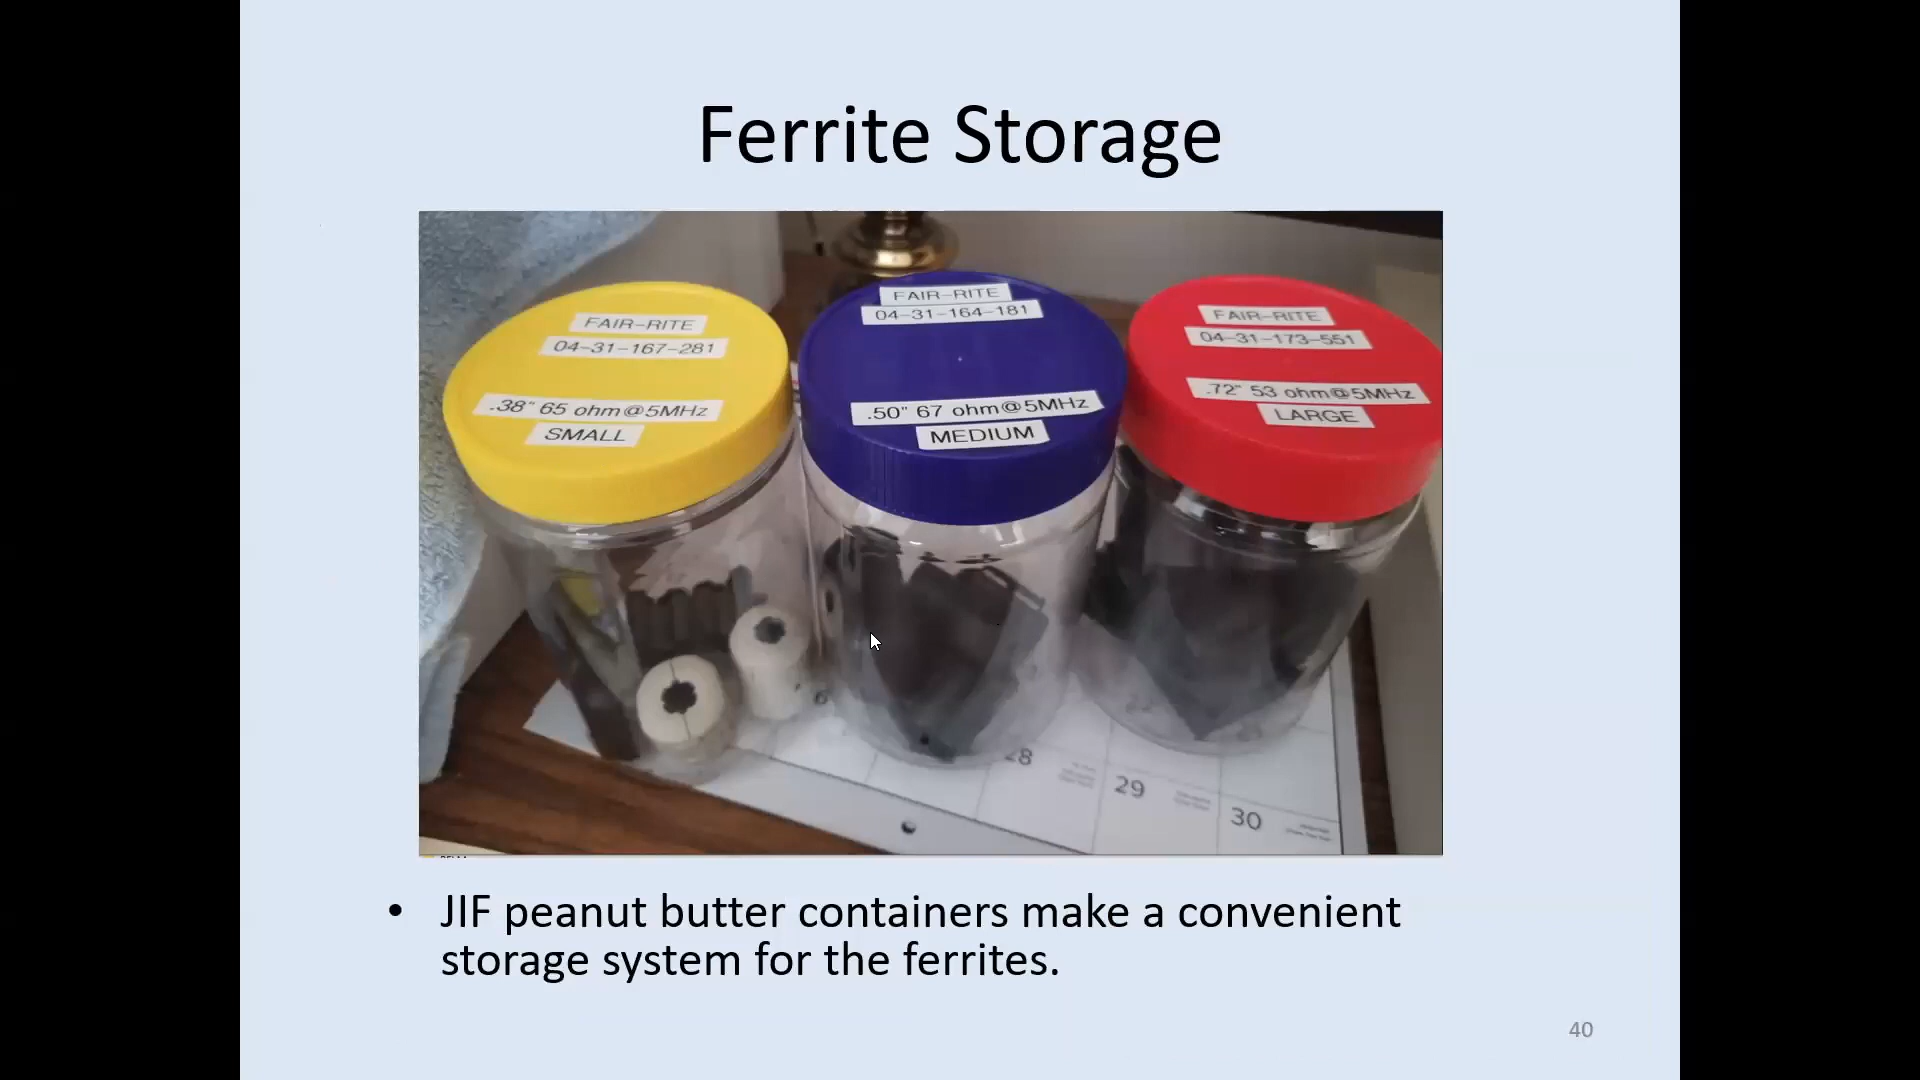 Ferrite Storage
FAIR-RITE
04-31-167-281
.38" 65 ohm@5MHz
SMALL
FAIR-RITE
04-31-164-181
.50" 67 ohm@5MHz
MEDIUM
FAIR-RITE
04-31-173-551
.72" 53 ohm@5MHz
LARGE
28
29
30
• JIF peanut butter containers make a convenient
storage system for the ferrites.
40